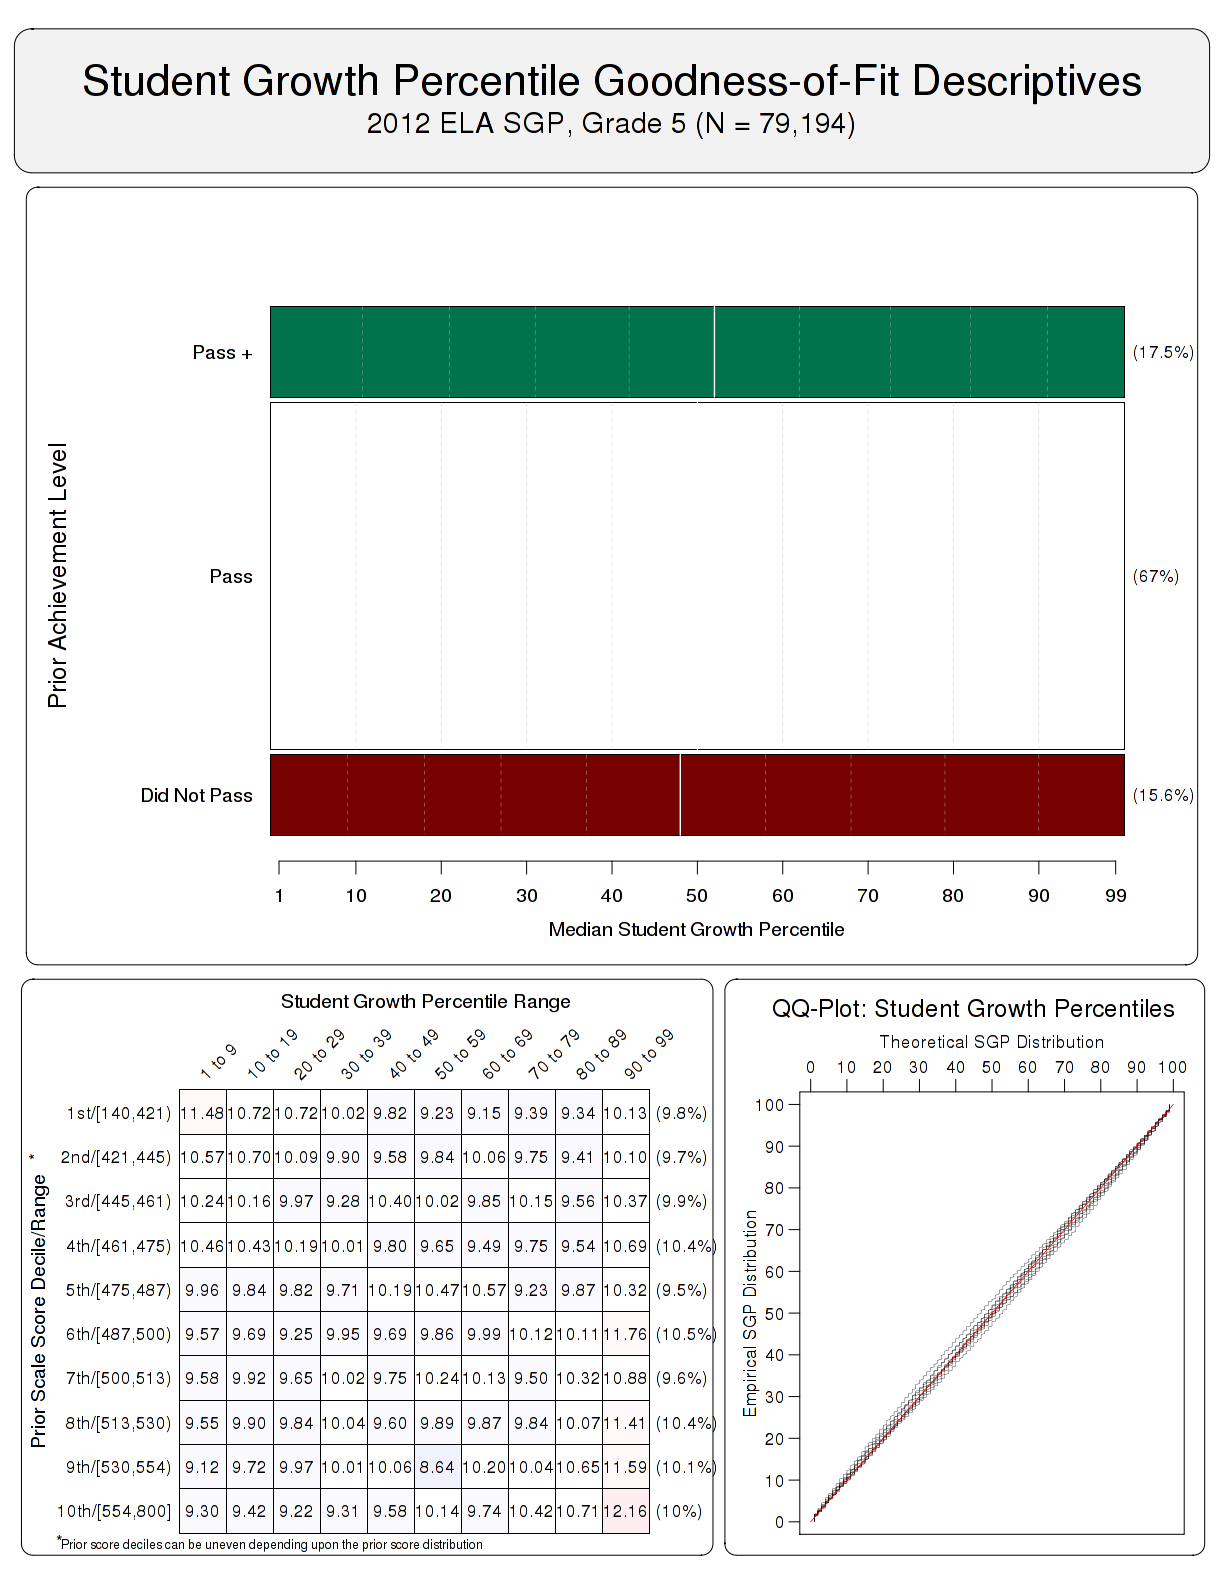 Student Growth Percentile Goodness-of-Fit Descriptives
2012 ELA SGP, Grade 5 (N = 79,194)
Prior Achievement Level
Pass + (17.5%)
Pass (67%)
Did Not Pass (15.6%)
1 10 20 30 40 50 60 70 80 90 99
Median Student Growth Percentile
Student Growth Percentile Range
1 to 9 10 to 19 20 to 29 30 to 39 40 to 49 50 to 59 60 to 69 70 to 79 80 to 89 90 to 99
Prior Scale Score Decile/Range *
1st/[140,421) 11.48 10.72 10.72 10.02 9.82 9.23 9.15 9.39 9.34 10.13 (9.8%)
2nd/[421,445) 10.57 10.70 10.09 9.90 9.58 9.84 10.06 9.75 9.41 10.10 (9.7%)
3rd/[445,461) 10.24 10.16 9.97 9.28 10.40 10.02 9.85 10.15 9.56 10.37 (9.9%)
4th/[461,475) 10.46 10.43 10.19 10.01 9.80 9.65 9.49 9.75 9.54 10.69 (10.4%)
5th/[475,487) 9.96 9.84 9.82 9.71 10.19 10.47 10.57 9.23 9.87 10.32 (9.5%)
6th/[487,500) 9.57 9.69 9.25 9.95 9.69 9.86 9.99 10.12 10.11 11.76 (10.5%)
7th/[500,513) 9.58 9.92 9.65 10.02 9.75 10.24 10.13 9.50 10.32 10.88 (9.6%)
8th/[513,530) 9.55 9.90 9.84 10.04 9.60 9.89 9.87 9.84 10.07 11.41 (10.4%)
9th/[530,554) 9.12 9.72 9.97 10.01 10.06 8.64 10.20 10.04 10.65 11.59 (10.1%)
10th/[554,800] 9.30 9.42 9.22 9.31 9.58 10.14 9.74 10.42 10.71 12.16 (10%)
*Prior score deciles can be uneven depending upon the prior score distribution
QQ-Plot: Student Growth Percentiles
Theoretical SGP Distribution
0 10 20 30 40 50 60 70 80 90 100
Empirical SGP Distribution
100
90
80
70
60
50
40
30
20
10
0